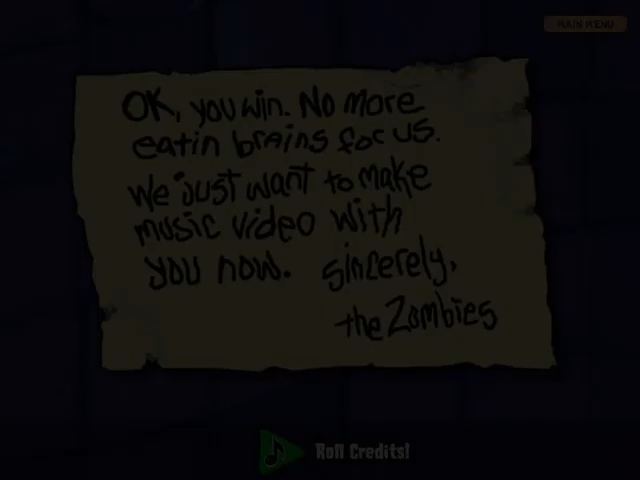 MAIN MENU
OK, you win. No more
eatin brains for us.
We just want to make
music video with
you now.
Sincerely,
the Zombies
Roll Credits!